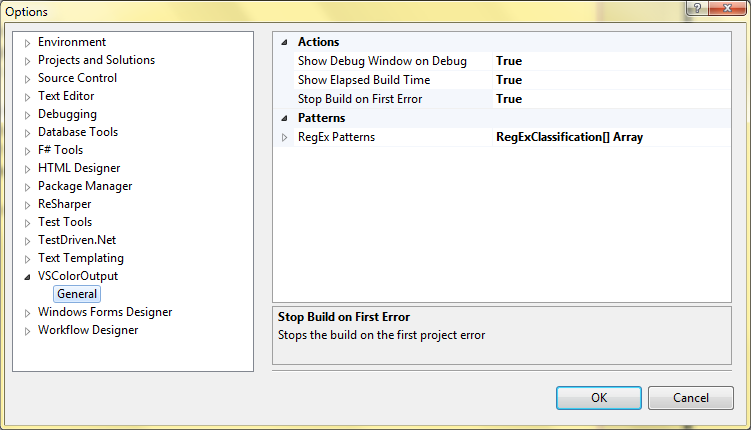 Options
Environment
Projects and Solutions
Source Control
Text Editor
Debugging
Database Tools
F# Tools
HTML Designer
Package Manager
ReSharper
Test Tools
TestDriven.Net
Text Templating
VSColorOutput
General
Windows Forms Designer
Workflow Designer
Actions
Show Debug Window on Debug True
Show Elapsed Build Time True
Stop Build on First Error True
Patterns
RegEx Patterns RegExClassification[] Array
Stop Build on First Error
Stops the build on the first project error
OK Cancel